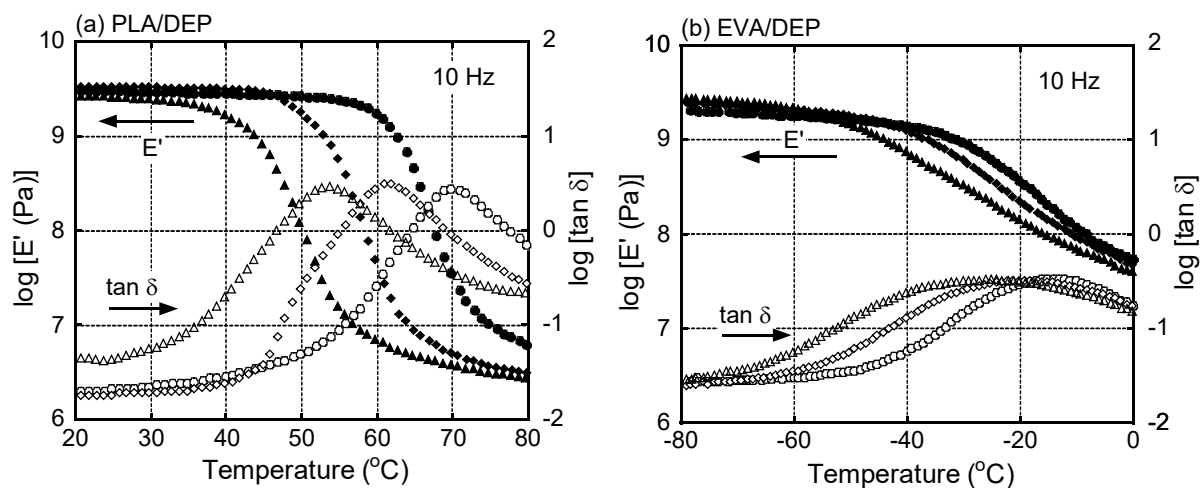 (a) PLA/DEP
10 Hz
E'
tan δ
log [E' (Pa)]
10
9
8
7
6
log [tan δ]
2
1
0
-1
-2
20 30 40 50 60 70 80
Temperature (°C)
(b) EVA/DEP
10 Hz
E'
tan δ
log [E' (Pa)]
10
9
8
7
6
log [tan δ]
2
1
0
-1
-2
-80 -60 -40 -20 0
Temperature (°C)